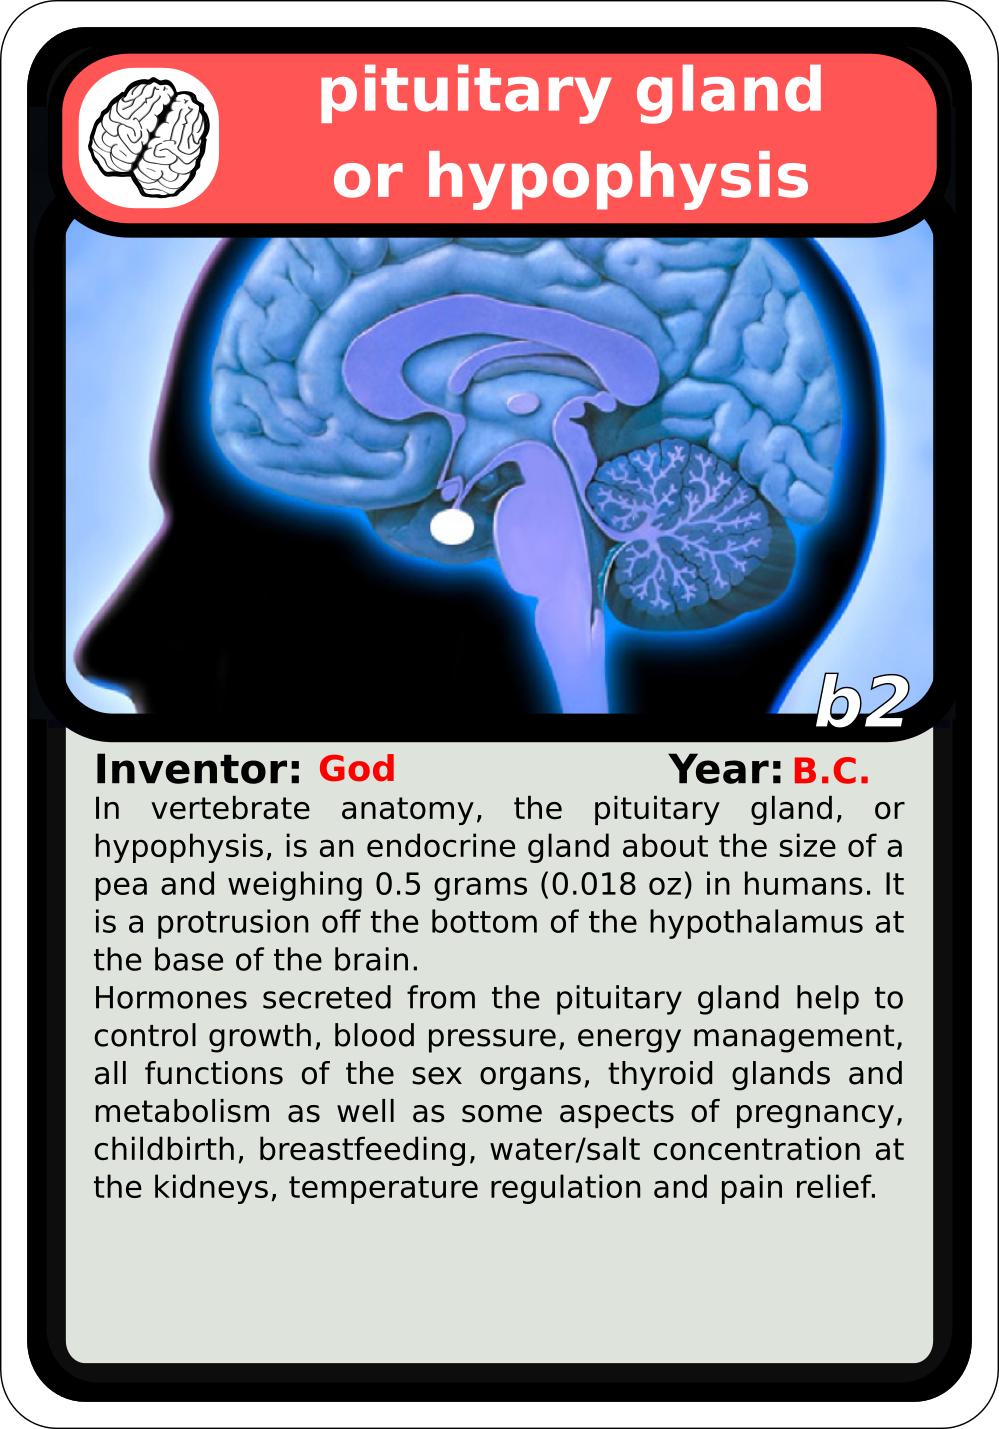 pituitary gland
or hypophysis
b2
Inventor: God Year: B.C.
In vertebrate anatomy, the pituitary gland, or
hypophysis, is an endocrine gland about the size of a
pea and weighing 0.5 grams (0.018 oz) in humans. It
is a protrusion off the bottom of the hypothalamus at
the base of the brain.
Hormones secreted from the pituitary gland help to
control growth, blood pressure, energy management,
all functions of the sex organs, thyroid glands and
metabolism as well as some aspects of pregnancy,
childbirth, breastfeeding, water/salt concentration at
the kidneys, temperature regulation and pain relief.